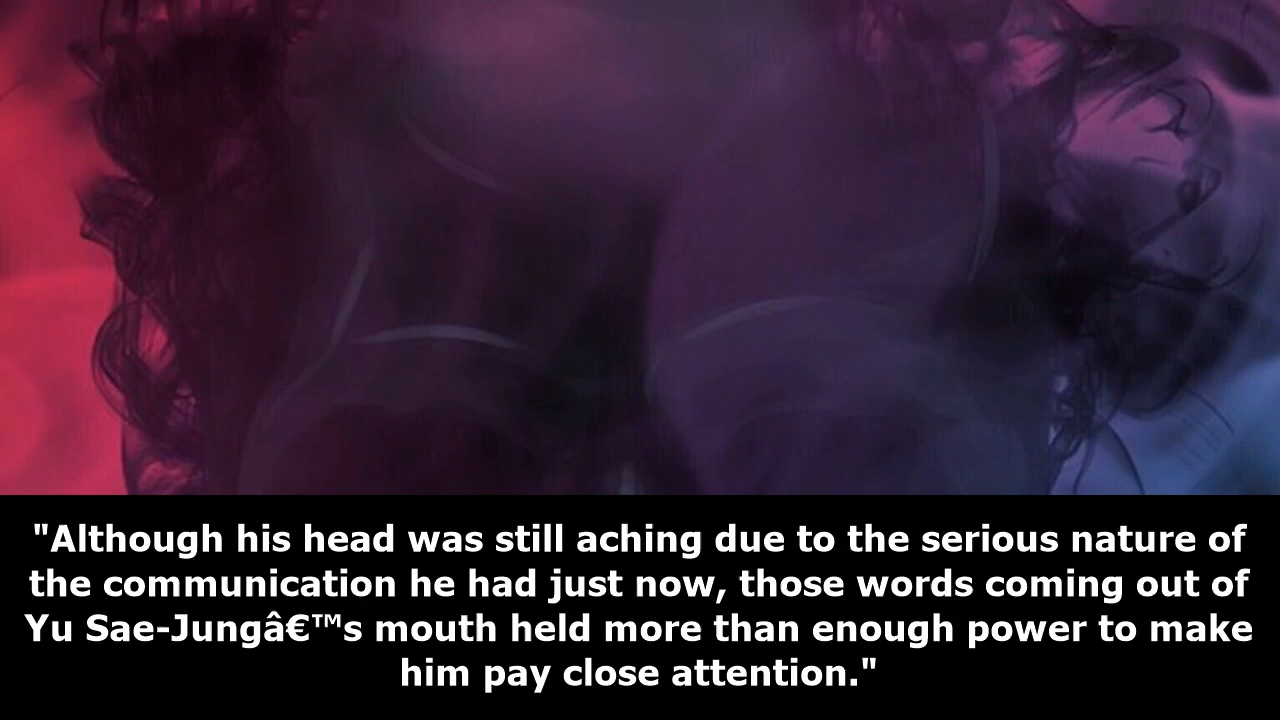 "Although his head was still aching due to the serious nature of
the communication he had just now, those words coming out of
Yu Sae-Jungâ€™s mouth held more than enough power to make
him pay close attention."